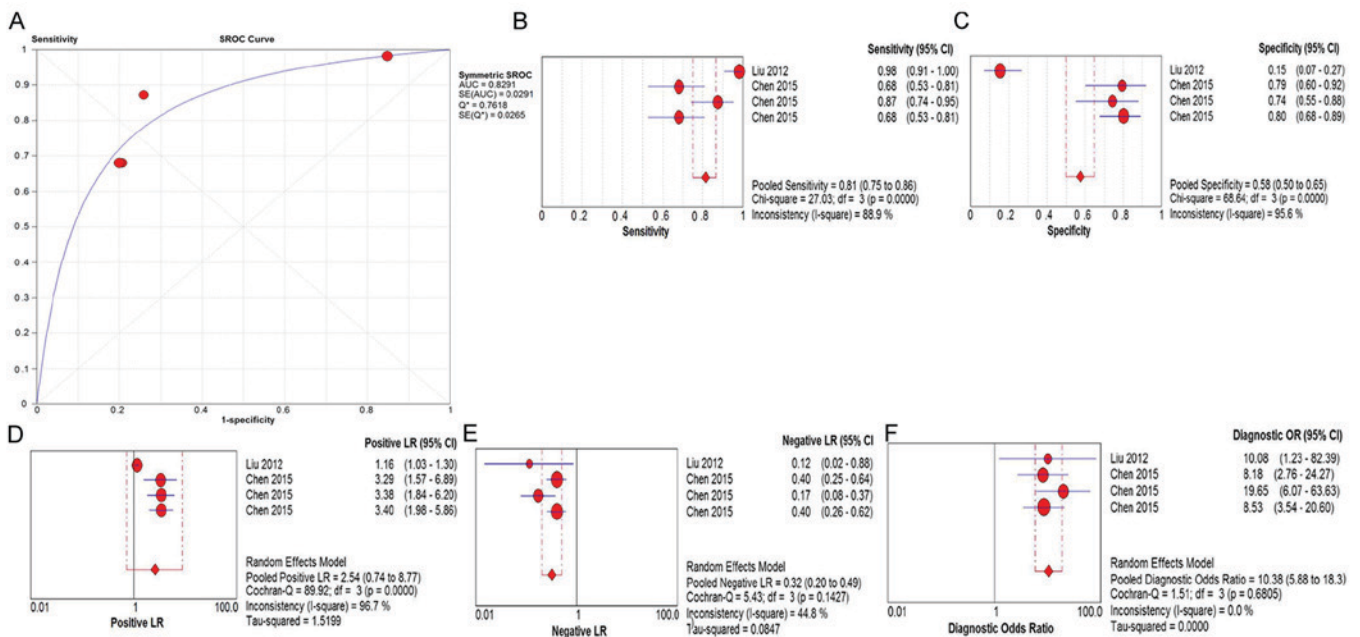 A
Sensitivity
SROC Curve
1
0.9
0.8
0.7
0.6
0.5
0.4
0.3
0.2
0.1
0
0
0.2
0.4
0.6
0.8
1
1-specificity
Symmetric SROC
AUC = 0.8291
SE(AUC) = 0.0291
Q* = 0.7618
SE(Q*) = 0.0265
B
Sensitivity (95% CI)
Liu 2012 0.98 (0.91 - 1.00)
Chen 2015 0.68 (0.53 - 0.81)
Chen 2015 0.87 (0.74 - 0.95)
Chen 2015 0.68 (0.53 - 0.81)
Pooled Sensitivity = 0.81 (0.75 to 0.86)
Chi-square = 27.03; df = 3 (p = 0.0000)
Inconsistency (I-square) = 88.9 %
0 0.2 0.4 0.6 0.8 1
Sensitivity
C
Specificity (95% CI)
Liu 2012 0.15 (0.07 - 0.27)
Chen 2015 0.79 (0.60 - 0.92)
Chen 2015 0.74 (0.55 - 0.88)
Chen 2015 0.80 (0.68 - 0.89)
Pooled Specificity = 0.58 (0.50 to 0.65)
Chi-square = 68.64; df = 3 (p = 0.0000)
Inconsistency (I-square) = 95.6 %
0 0.2 0.4 0.6 0.8 1
Specificity
D
Positive LR (95% CI)
Liu 2012 1.16 (1.03 - 1.30)
Chen 2015 3.29 (1.57 - 6.89)
Chen 2015 3.38 (1.84 - 6.20)
Chen 2015 3.40 (1.98 - 5.86)
Random Effects Model
Pooled Positive LR = 2.54 (0.74 to 8.77)
Cochran-Q = 89.92; df = 3 (p = 0.0000)
Inconsistency (I-square) = 96.7 %
Tau-squared = 1.5199
0.01 1 100.0
Positive LR
E
Negative LR (95% CI
Liu 2012 0.12 (0.02 - 0.88)
Chen 2015 0.40 (0.25 - 0.64)
Chen 2015 0.17 (0.08 - 0.37)
Chen 2015 0.40 (0.26 - 0.62)
Random Effects Model
Pooled Negative LR = 0.32 (0.20 to 0.49)
Cochran-Q = 5.43; df = 3 (p = 0.1427)
Inconsistency (I-square) = 44.8 %
Tau-squared = 0.0847
0.01 1 100.0
Negative LR
F
Diagnostic OR (95% CI)
Liu 2012 10.08 (1.23 - 82.39)
Chen 2015 8.18 (2.76 - 24.27)
Chen 2015 19.65 (6.07 - 63.63)
Chen 2015 8.53 (3.54 - 20.60)
Random Effects Model
Pooled Diagnostic Odds Ratio = 10.38 (5.88 to 18.3)
Cochran-Q = 1.51; df = 3 (p = 0.6805)
Inconsistency (I-square) = 0.0 %
Tau-squared = 0.0000
0.01 1 100.0
Diagnostic Odds Ratio